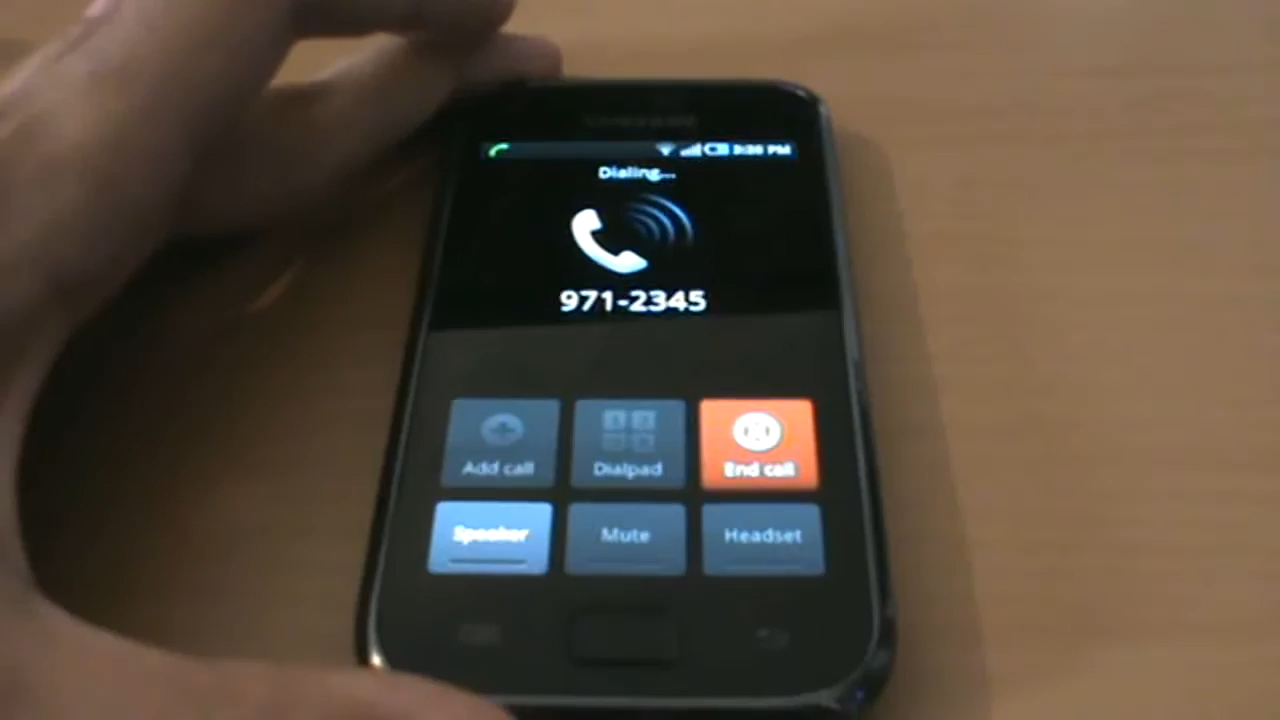 Dialing...
971-2345
Add call
Dialpad
End call
Speaker
Mute
Headset